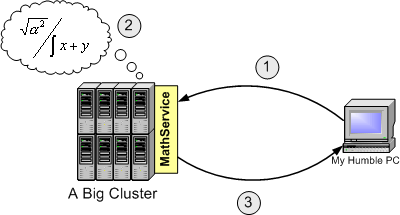 √α²/∫x+y
2
1
MathService
My Humble PC
A Big Cluster
3